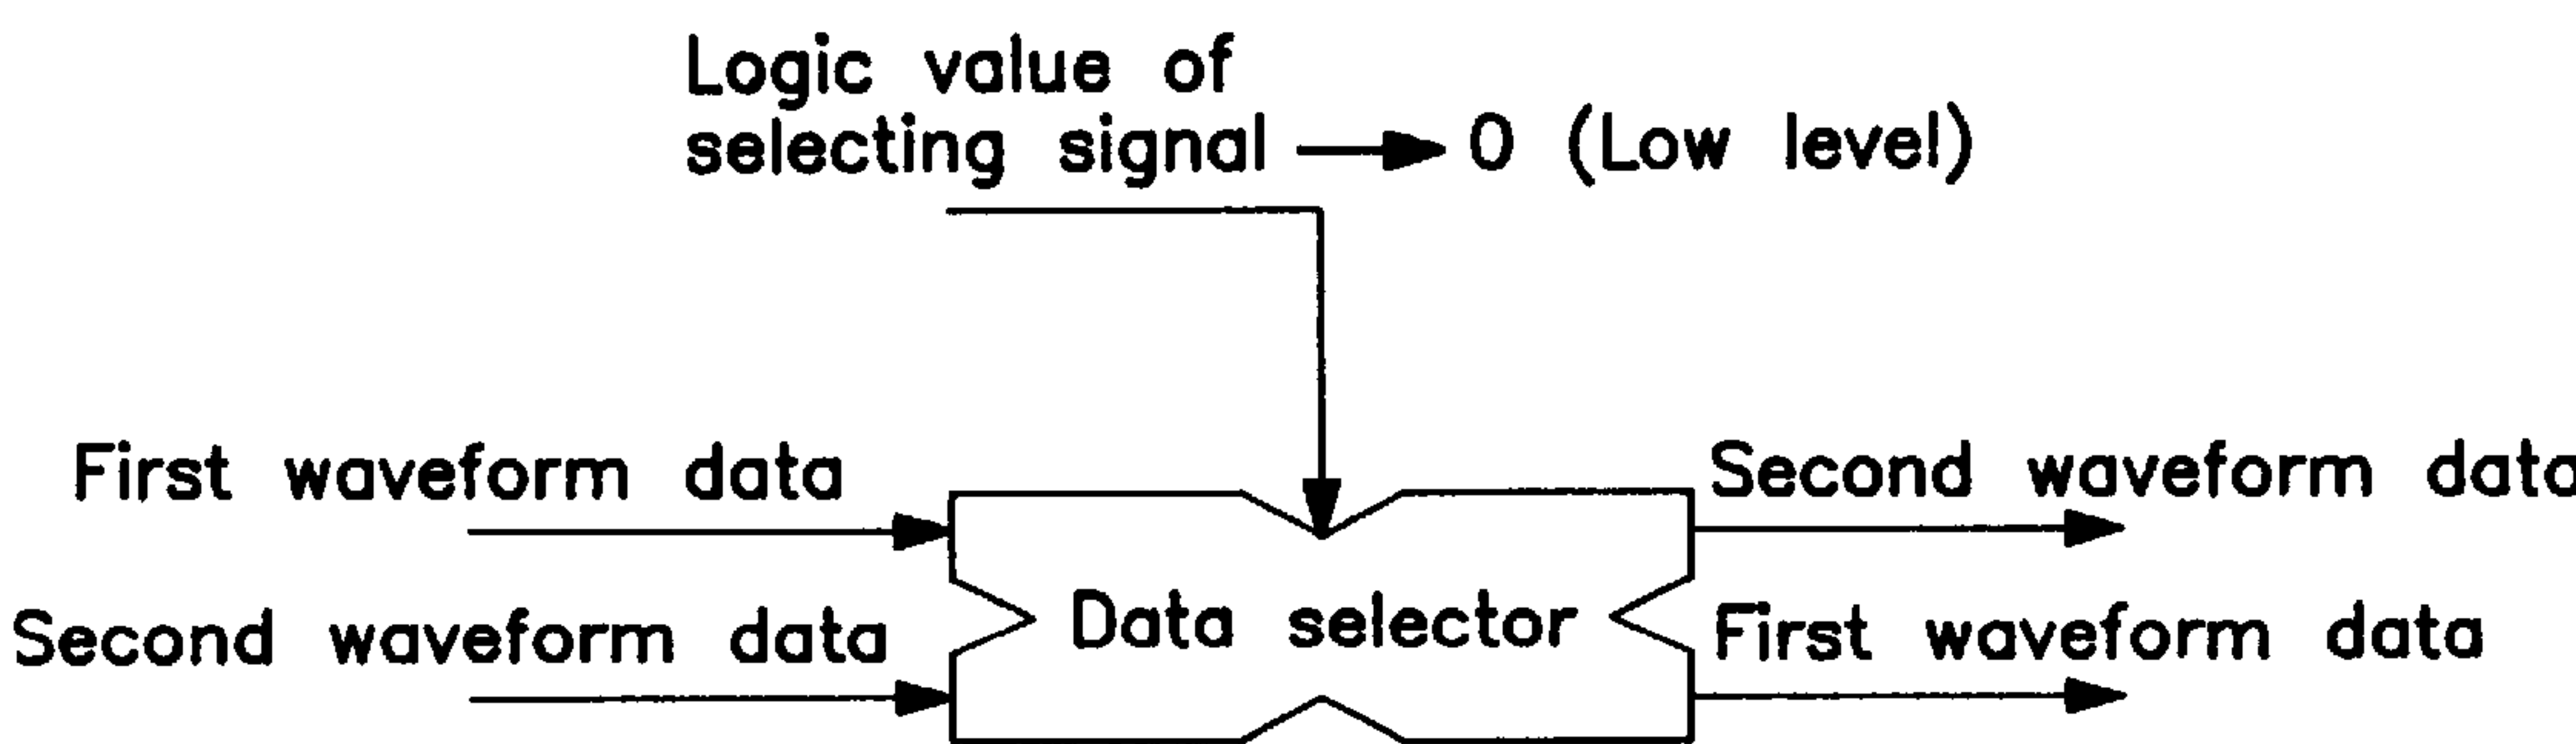 Logic value of
selecting signal → 0 (Low level)
First waveform data
Second waveform data
Second waveform data
First waveform data
Data selector